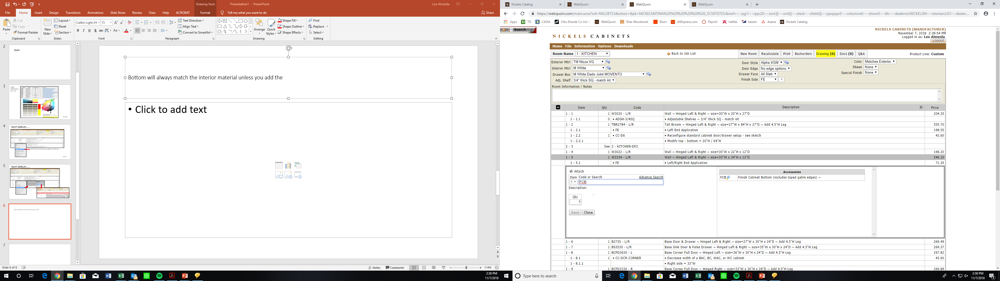 Drawing Tools
Presentation1 - PowerPoint
Leo Almeida
File Home Insert Design Transitions Animations Slide Show Review View Help ACROBAT Format Tell me what you want to do Share
Cut
Copy
Format Painter
Paste
Clipboard
New Slide
Layout
Reset
Section
Slides
Calibri Light (H 15
Font
Text Direction
Align Text
Convert to SmartArt
Paragraph
Arrange
Quick Styles
Shape Fill
Shape Outline
Shape Effects
Drawing
Find
Replace
Select
Editing
2
Keith
3
4
Room Defaults
5
Room Defaults
6
7
Bottom will always match the interior material unless you add the
• Click to add text
Slide 6 of 8
Notes Comments 114%
2:38 PM
11/7/2018
Nickels Catalog
WebQuoin
WebQuoin
WebQuoin
https://webquoin.com/main.wcsx?sid=NKLDETLS&srbox=&pk=NICKELSMTINA%20%20%20%20%20%20_5C50TXTDL&xref=~~pg:1~~rpp:20~~sort:[]~~ord:[]~~stext:~~sfield:[]~~ppsppp:0~~columnref:~~show:0~~dlr:~~dealerno:NICKELSM~~rslsman:LEO~~dealer...
Apps TD CAIXA Hiku Brands Co Ltd WebQuoin Elias Woodwork Blum AliExpress.com Payroll hafele. kaizen Asana Nickels Catalog
Search
NICKELS CABINETS
NICKELS CABINETS (MANUFACTURER)
November 7, 2018 2:38:54 PM
Logged in as: Leo Almeida
LOGOUT
Home File Information Options Downloads
Room Name 1 - KITCHEN
Back to Job List
New Room Recalculate Print Backorders Drawing (0) Docs (0) Q&A
Product Line: Custom
Exterior Mtrl TM Nizza VG
Interior Mtrl M White
Drawer Box M White Dado Joint MOVENTO
Adj. Shelf 3/4" thick SQ - match int
Door Style Alpha VGM
Door Edge No edge options
Drawer Face All Slab
Finish Side FE
Color Matches Exterior
Sheen None
Special Finish None
Room Information / Notes
Item Qty Code Description Price
1 - 1 1 W3020 - L/R Wall ~ Hinged Left & Right ~ size=30"W x 20"H x 27"D 204.35
1 - 1.1 0 • ADSH-3/4SQ • Adjustable Shelves ~ 3/4" thick SQ - match int
1 - 2 1 TBR2784 - L/R Tall Broom ~ Hinged Left & Right ~ size=27"W x 84"H x 27"D ~ Add 4.5"H Leg 555.70
1 - 2.1 • FE • Left End Application 198.55
1 - 2.2 1 • CC-D6 • Reconfigure standard cabinet door/drawer setup - see sketch 43.60
1 - 2.2.1 • Modify top - bottom = 20"H / 64"H
2 - 3 See 2 - KITCHEN-DF2
1 - 4 1 W3022 - L/R Wall ~ Hinged Left & Right ~ size=30"W x 22"H x 12"D 168.20
1 - 5 1 W3334 - L/R Wall ~ Hinged Left & Right ~ size=33"W x 34"H x 12"D 246.10
1 - 5.1 • FE • Left/Right End Application 71.35
Attach
Item Code or Search Advance Search
5 FCB
Description:
Qty
1
Save Close
Accessories
FCB Finish Cabinet Bottom (includes taped gable edges) ~
1 - 6 1 B2730 - L/R Base Door & Drawer ~ Hinged Left & Right ~ size=27"W x 30"H x 24"D ~ Add 4.5"H Leg 269.49
1 - 7 1 BS3530 - L/R Base Sink Door & False Drawer ~ Hinged Left & Right ~ size=35"W x 30"H x 24"D ~ Add 4.5"H Leg 269.37
1 - 8 1 BCFD3630 - L Base Corner Full Door ~ Hinged Left ~ size=36"W x 30"H x 24"D ~ Add 4.5"H Leg 297.82
1 - 8.1 1 • CC-DCR-CORNER • Decrease width of a BAC, BC, WAC, or WC cabinet 43.60
1 - 8.1.1 • Right side = 33"W
1 - 9 1 BCFD3330 - R Base Corner Full Door ~ Hinged Right ~ size=33"W x 30"H x 24"D ~ Add 4.5"H Leg 266.89
Type here to search
2:38 PM
11/7/2018